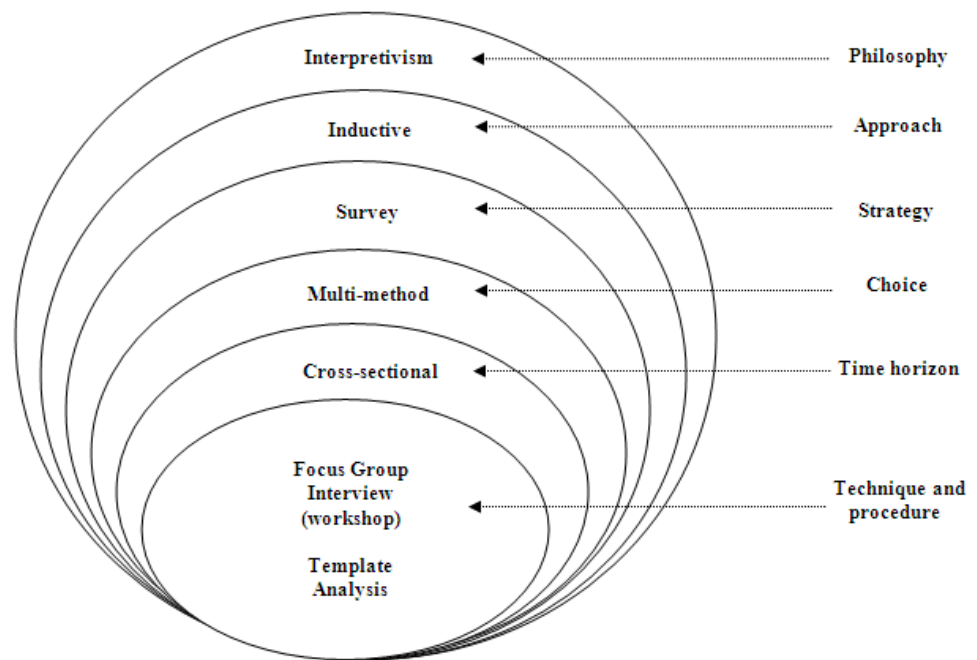 Interpretivism
Philosophy
Inductive
Approach
Survey
Strategy
Multi-method
Choice
Cross-sectional
Time horizon
Focus Group
Interview
(workshop)
Template
Analysis
Technique and
procedure